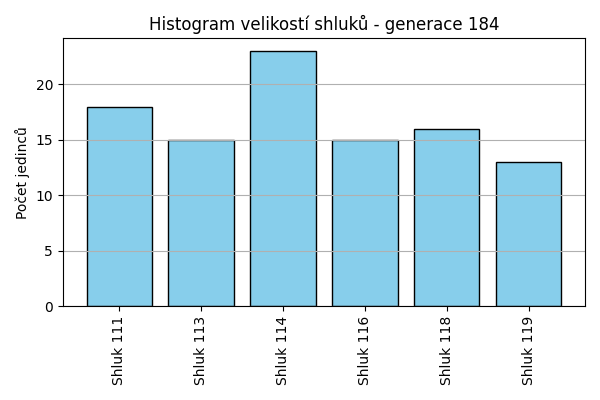 Histogram velikostí shluků - generace 184
Počet jedinců
20
15
10
5
0
Shluk 111
Shluk 113
Shluk 114
Shluk 116
Shluk 118
Shluk 119